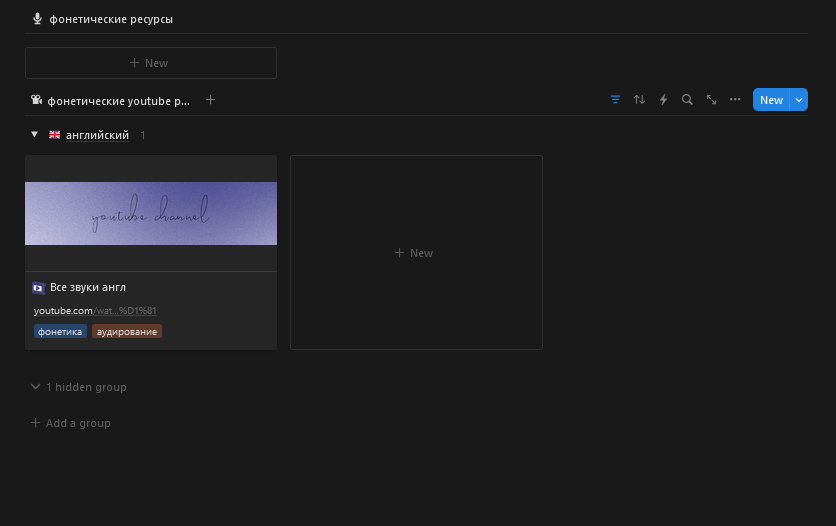 фонетические ресурсы
+ New
фонетические youtube р...
New
английский 1
youtube channel
+ New
Все звуки англ
youtube.com/wat...%D1%81
фонетика аудирование
1 hidden group
+ Add a group